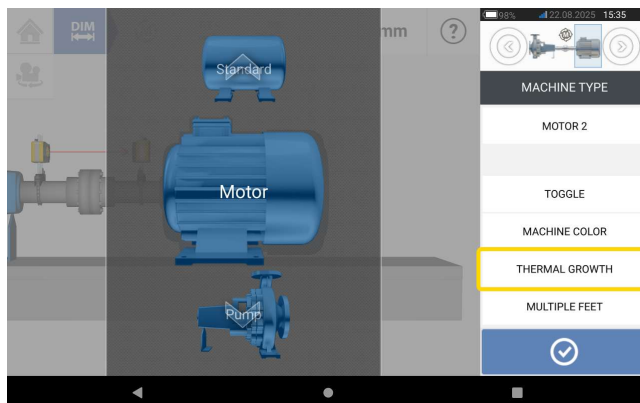 98% 22.08.2025 15:35
DIM
mm
?
MACHINE TYPE
Standard
MOTOR 2
Motor
TOGGLE
MACHINE COLOR
THERMAL GROWTH
Pump
MULTIPLE FEET